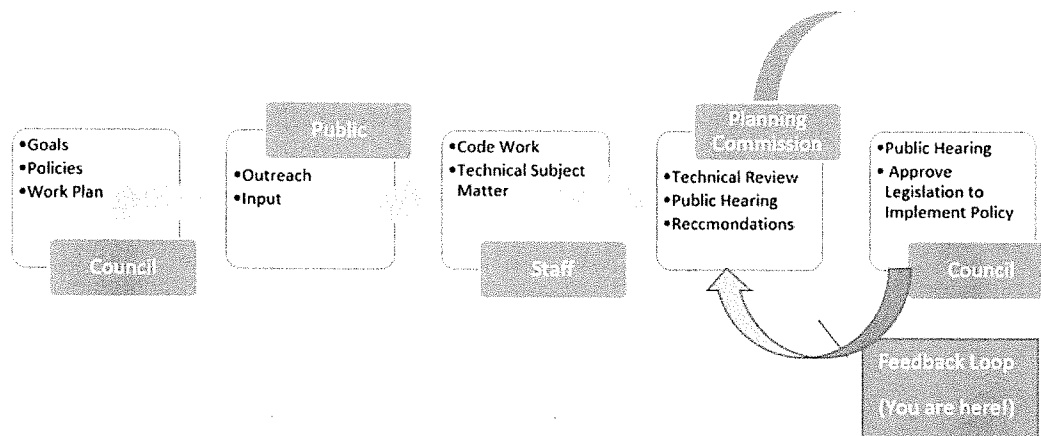 •Goals
•Policies
•Work Plan
Council
Public
•Outreach
•Input
•Code Work
•Technical Subject
Matter
Staff
Planning
Commission
•Technical Review
•Public Hearing
•Reccmondations
•Public Hearing
• Approve
Legislation to
Implement Policy
Council
Feedback Loop
(You are here!)